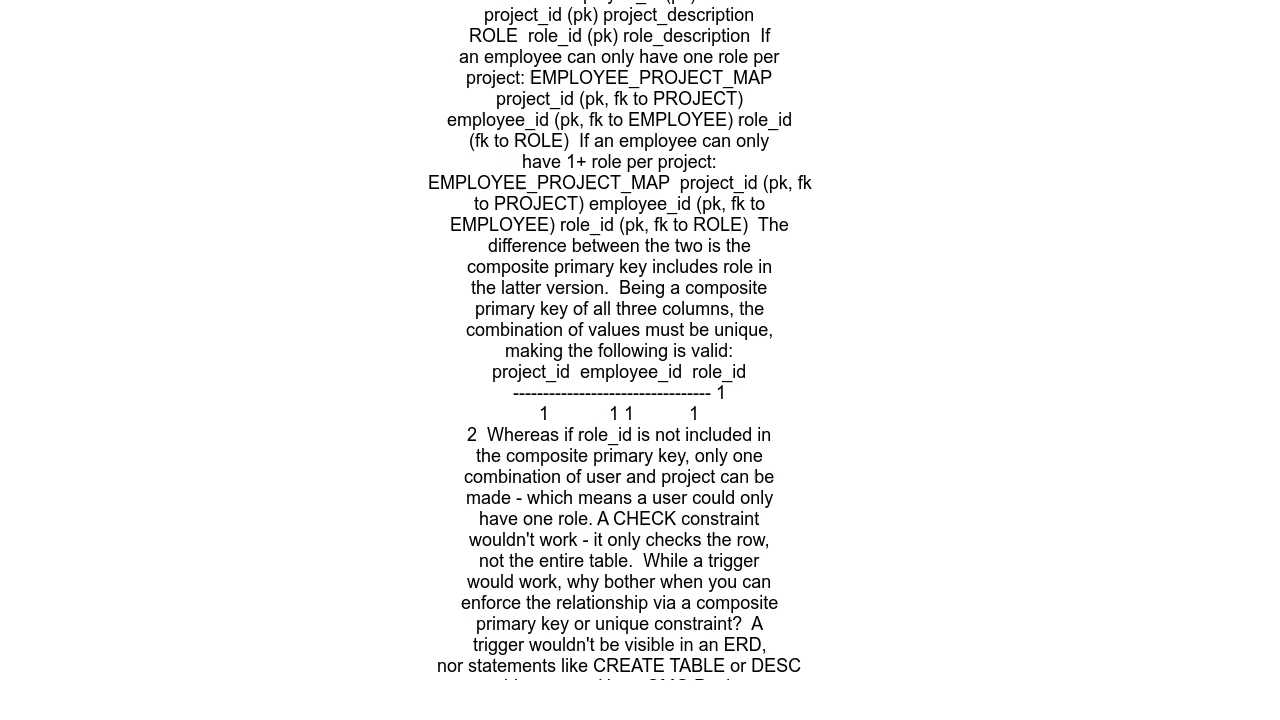 project_id (pk) project_description
ROLE  role_id (pk) role_description  If
an employee can only have one role per
project: EMPLOYEE_PROJECT_MAP
project_id (pk, fk to PROJECT)
employee_id (pk, fk to EMPLOYEE) role_id
(fk to ROLE)  If an employee can only
have 1+ role per project:
EMPLOYEE_PROJECT_MAP  project_id (pk, fk
to PROJECT) employee_id (pk, fk to
EMPLOYEE) role_id (pk, fk to ROLE)  The
difference between the two is the
composite primary key includes role in
the latter version.  Being a composite
primary key of all three columns, the
combination of values must be unique,
making the following is valid:
project_id  employee_id  role_id
--------------------------------- 1
1            1 1           1
2  Whereas if role_id is not included in
the composite primary key, only one
combination of user and project can be
made - which means a user could only
have one role. A CHECK constraint
wouldn't work - it only checks the row,
not the entire table.  While a trigger
would work, why bother when you can
enforce the relationship via a composite
primary key or unique constraint?  A
trigger wouldn't be visible in an ERD,
nor statements like CREATE TABLE or DESC